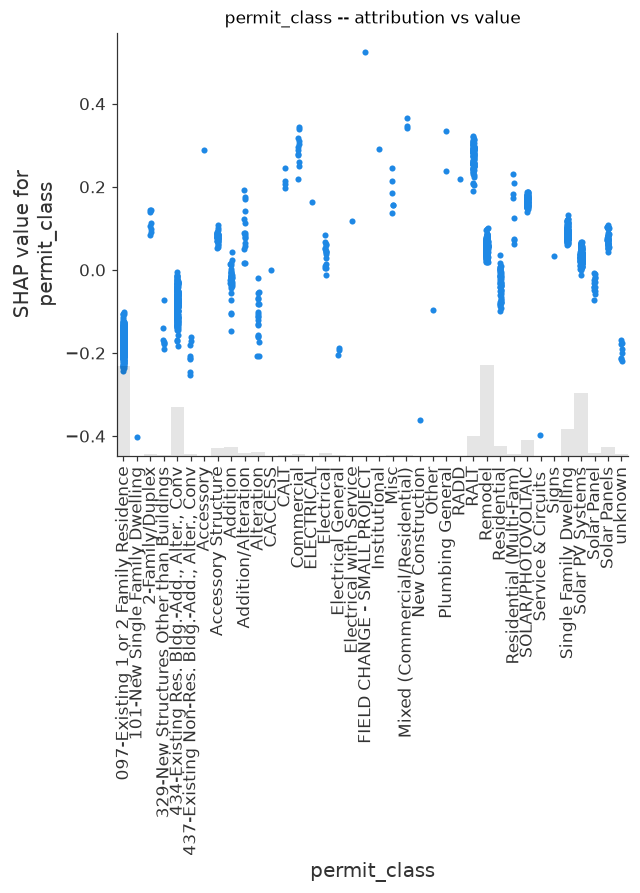 permit_class -- attribution vs value
SHAP value for
permit_class
0.4
0.2
0.0
−0.2
−0.4
097-Existing 1 or 2 Family Residence
101-New Single Family Dwelling
2-Family/Duplex
329-New Structures Other than Buildings
434-Existing Res. Bldg.-Add., Alter., Conv
437-Existing Non-Res. Bldg.-Add., Alter., Conv
Accessory
Accessory Structure
Addition
Addition/Alteration
Alteration
CACCESS
CALT
Commercial
ELECTRICAL
Electrical
Electrical General
Electrical with Service
FIELD CHANGE - SMALL PROJECT
Institutional
Misc
Mixed (Commercial/Residential)
New Construction
Other
Plumbing General
RADD
RALT
Remodel
Residential
Residential (Multi-Fam)
SOLAR/PHOTOVOLTAIC
Service & Circuits
Signs
Single Family Dwelling
Solar PV Systems
Solar Panel
Solar Panels
unknown
permit_class